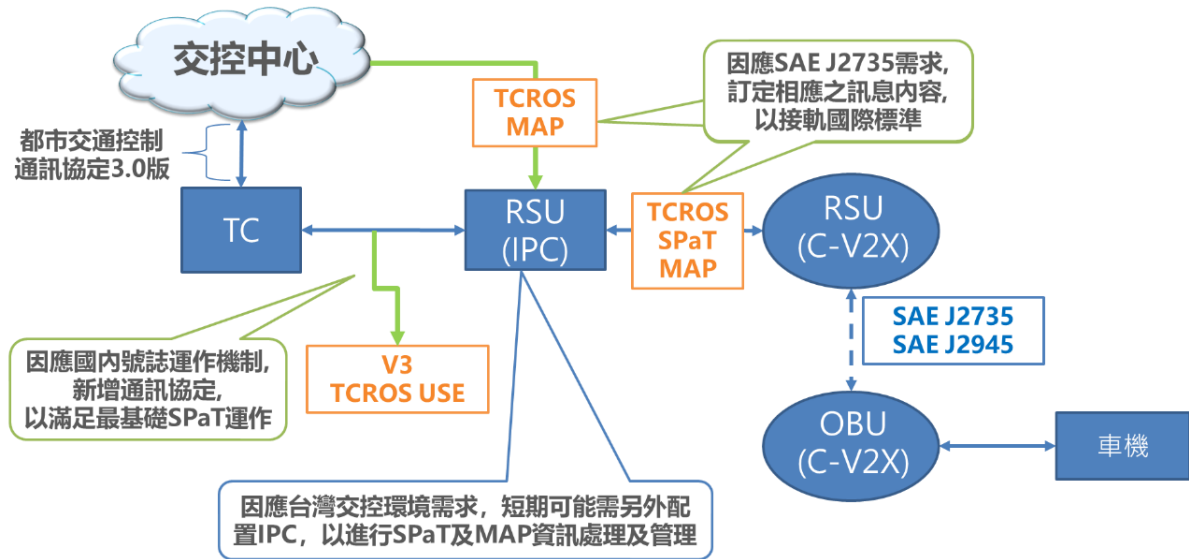 交控中心
TCROS
MAP
因應SAE J2735需求,
訂定相應之訊息內容,
以接軌國際標準
都市交通控制
通訊協定3.0版
TC
RSU
(IPC)
TCROS
SPaT
MAP
RSU
(C-V2X)
SAE J2735
SAE J2945
因應國內號誌運作機制,
新增通訊協定,
以滿足最基礎SPaT運作
V3
TCROS USE
OBU
(C-V2X)
車機
因應台灣交控環境需求，短期可能需另外配
置IPC，以進行SPaT及MAP資訊處理及管理